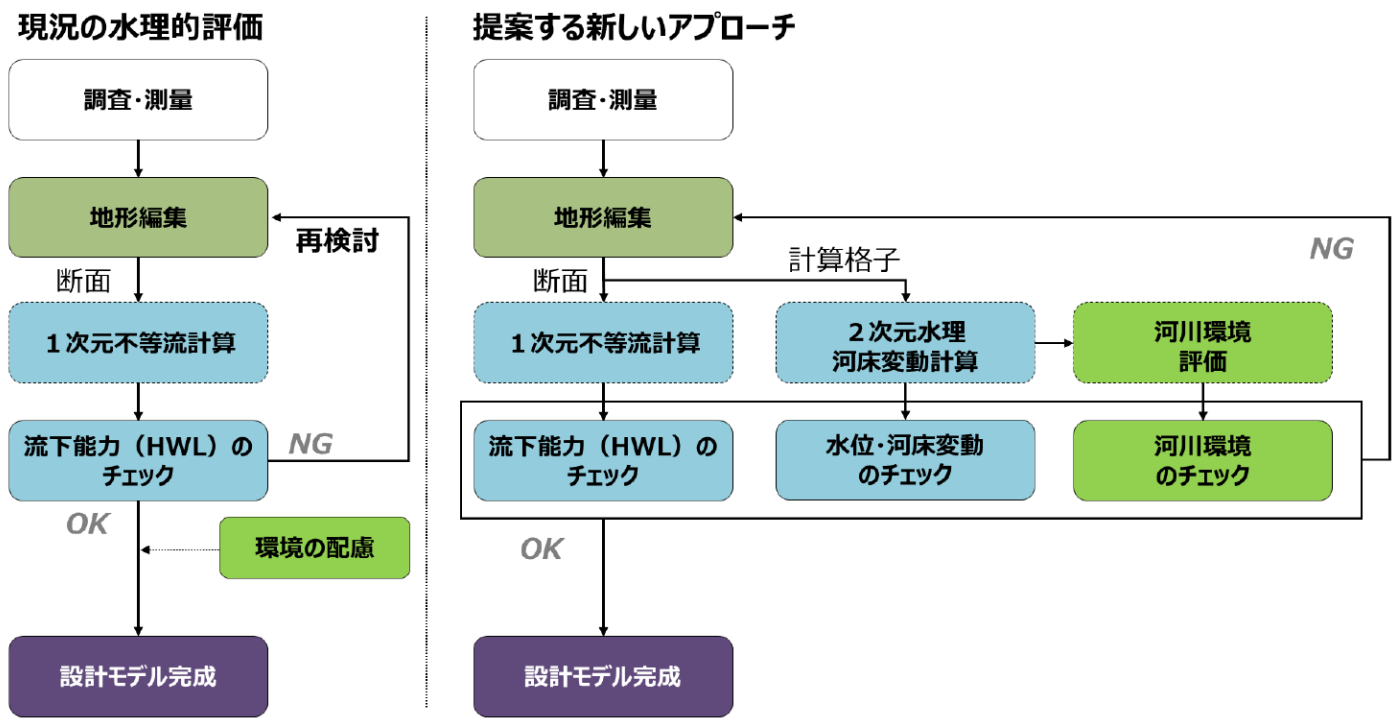 現況の水理的評価
調査・測量
地形編集
再検討
断面
1次元不等流計算
流下能力（HWL）の
チェック
NG
OK
環境の配慮
設計モデル完成
提案する新しいアプローチ
調査・測量
地形編集
NG
断面
計算格子
1次元不等流計算
２次元水理
河床変動計算
河川環境
評価
流下能力（HWL）の
チェック
水位・河床変動
のチェック
河川環境
のチェック
OK
設計モデル完成